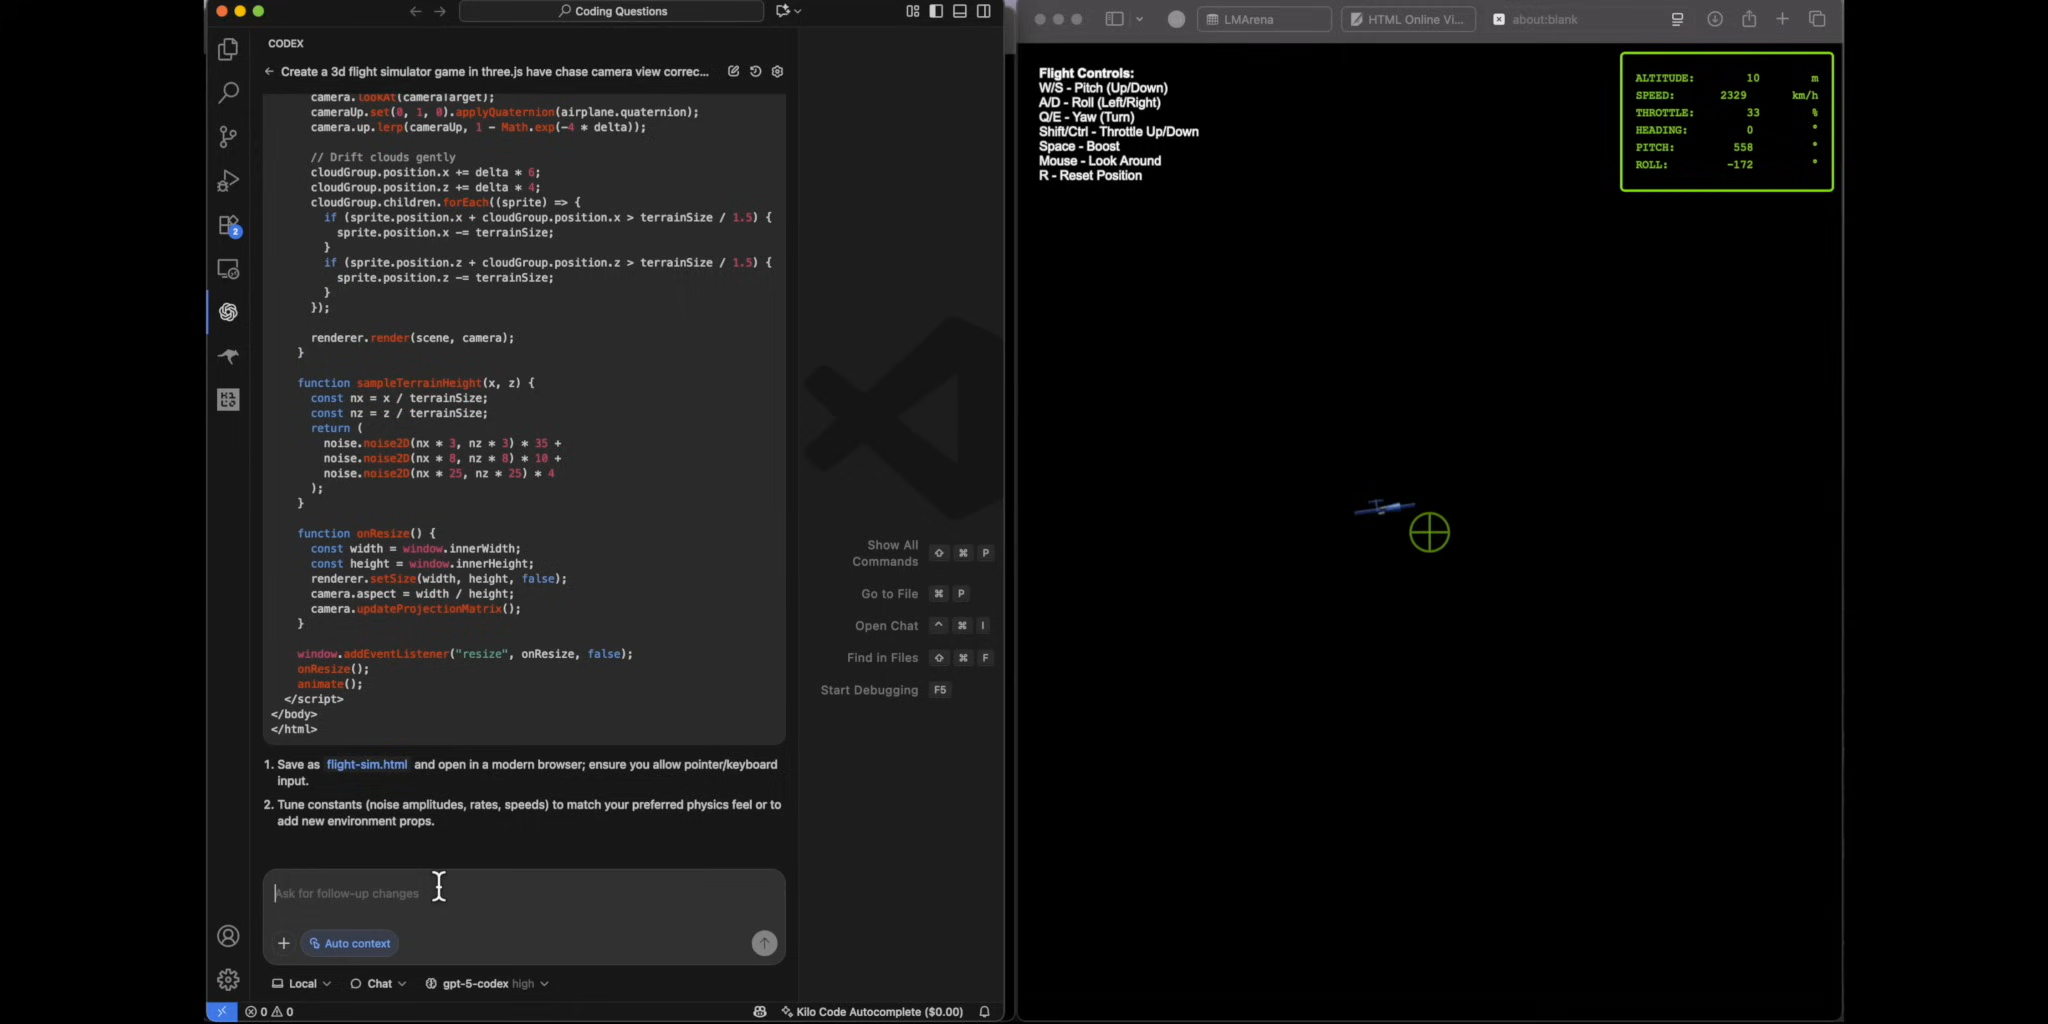 Coding Questions
CODEX
Create a 3d flight simulator game in three.js have chase camera view correc...
camera.lookAt(cameraTarget);
cameraUp.set(0, 1, 0).applyQuaternion(airplane.quaternion);
camera.up.lerp(cameraUp, 1 - Math.exp(-4 * delta));
// Drift clouds gently
cloudGroup.position.x += delta * 6;
cloudGroup.position.z += delta * 4;
cloudGroup.children.forEach((sprite) => {
if (sprite.position.x + cloudGroup.position.x > terrainSize / 1.5) {
sprite.position.x -= terrainSize;
}
if (sprite.position.z + cloudGroup.position.z > terrainSize / 1.5) {
sprite.position.z -= terrainSize;
}
});
renderer.render(scene, camera);
}
function sampleTerrainHeight(x, z) {
const nx = x / terrainSize;
const nz = z / terrainSize;
return (
noise.noise2D(nx * 3, nz * 3) * 35 +
noise.noise2D(nx * 8, nz * 8) * 10 +
noise.noise2D(nx * 25, nz * 25) * 4
);
}
function onResize() {
const width = window.innerWidth;
const height = window.innerHeight;
renderer.setSize(width, height, false);
camera.aspect = width / height;
camera.updateProjectionMatrix();
}
window.addEventListener("resize", onResize, false);
onResize();
animate();
</script>
</body>
</html>
1. Save as flight-sim.html and open in a modern browser; ensure you allow pointer/keyboard
input.
2. Tune constants (noise amplitudes, rates, speeds) to match your preferred physics feel or to
add new environment props.
Ask for follow-up changes
Auto context
Local
Chat
gpt-5-codex high
2
0 0
Kilo Code Autocomplete ($0.00)
Show All
Commands ⇧ ⌘ P
Go to File ⌘ P
Open Chat ^ ⌘ I
Find in Files ⇧ ⌘ F
Start Debugging F5
LMArena
HTML Online Vi...
about:blank
Flight Controls:
W/S - Pitch (Up/Down)
A/D - Roll (Left/Right)
Q/E - Yaw (Turn)
Shift/Ctrl - Throttle Up/Down
Space - Boost
Mouse - Look Around
R - Reset Position
ALTITUDE: 10 m
SPEED: 2329 km/h
THROTTLE: 33 %
HEADING: 0 °
PITCH: 558 °
ROLL: -172 °